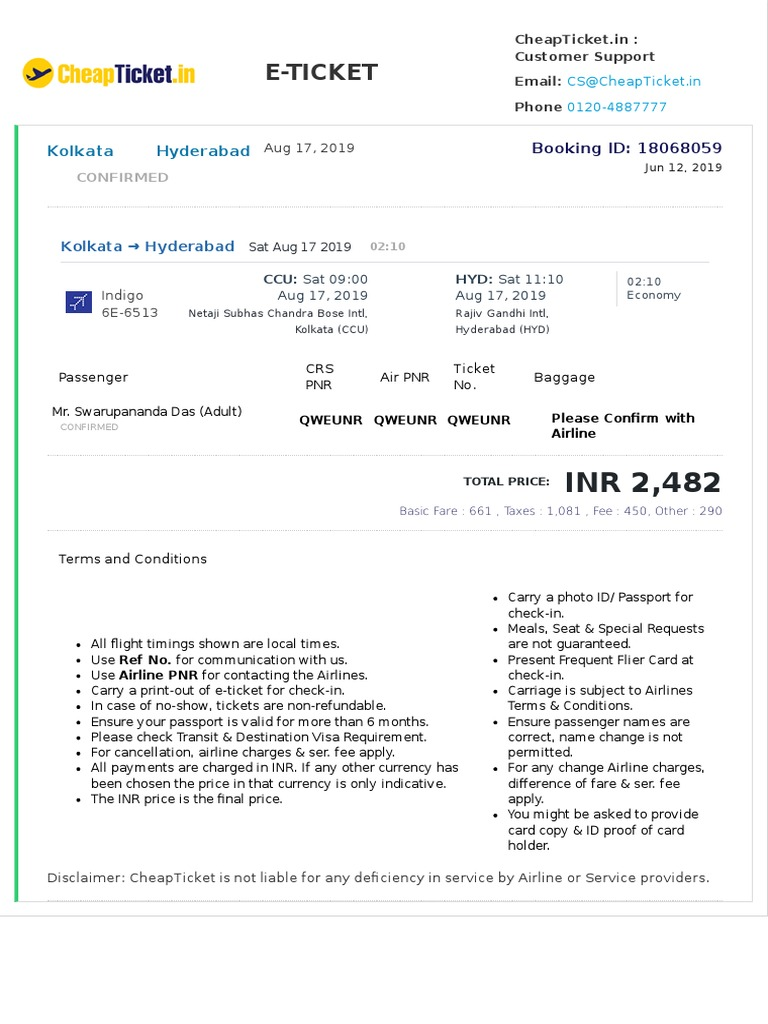 CheapTicket.in
E-TICKET
CheapTicket.in :
Customer Support
Email: CS@CheapTicket.in
Phone 0120-4887777
Kolkata Hyderabad Aug 17, 2019
CONFIRMED
Booking ID: 18068059
Jun 12, 2019
Kolkata → Hyderabad Sat Aug 17 2019 02:10
Indigo
6E-6513
CCU: Sat 09:00
Aug 17, 2019
Netaji Subhas Chandra Bose Intl,
Kolkata (CCU)
HYD: Sat 11:10
Aug 17, 2019
Rajiv Gandhi Intl,
Hyderabad (HYD)
02:10
Economy
Passenger
CRS
PNR
Air PNR
Ticket
No.
Baggage
Mr. Swarupananda Das (Adult)
CONFIRMED
QWEUNR QWEUNR QWEUNR
Please Confirm with
Airline
TOTAL PRICE: INR 2,482
Basic Fare : 661 , Taxes : 1,081 , Fee : 450, Other : 290
Terms and Conditions
• All flight timings shown are local times.
• Use Ref No. for communication with us.
• Use Airline PNR for contacting the Airlines.
• Carry a print-out of e-ticket for check-in.
• In case of no-show, tickets are non-refundable.
• Ensure your passport is valid for more than 6 months.
• Please check Transit & Destination Visa Requirement.
• For cancellation, airline charges & ser. fee apply.
• All payments are charged in INR. If any other currency has
been chosen the price in that currency is only indicative.
• The INR price is the final price.
• Carry a photo ID/ Passport for
check-in.
• Meals, Seat & Special Requests
are not guaranteed.
• Present Frequent Flier Card at
check-in.
• Carriage is subject to Airlines
Terms & Conditions.
• Ensure passenger names are
correct, name change is not
permitted.
• For any change Airline charges,
difference of fare & ser. fee
apply.
• You might be asked to provide
card copy & ID proof of card
holder.
Disclaimer: CheapTicket is not liable for any deficiency in service by Airline or Service providers.